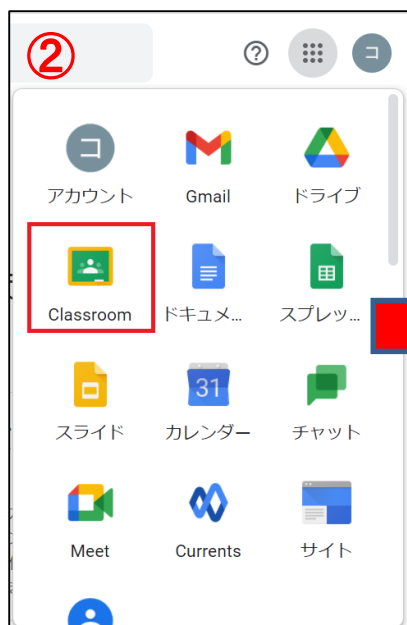 ②
コ
コ
アカウント Gmail ドライブ
Classroom ドキュメ... スプレッ...
31
スライド カレンダー チャット
Meet Currents サイト